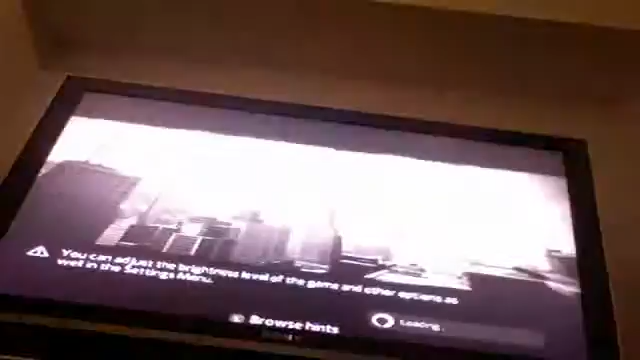 You can adjust the brightness level of the game and other options as
well in the Settings Menu.
Browse hints
Loading...